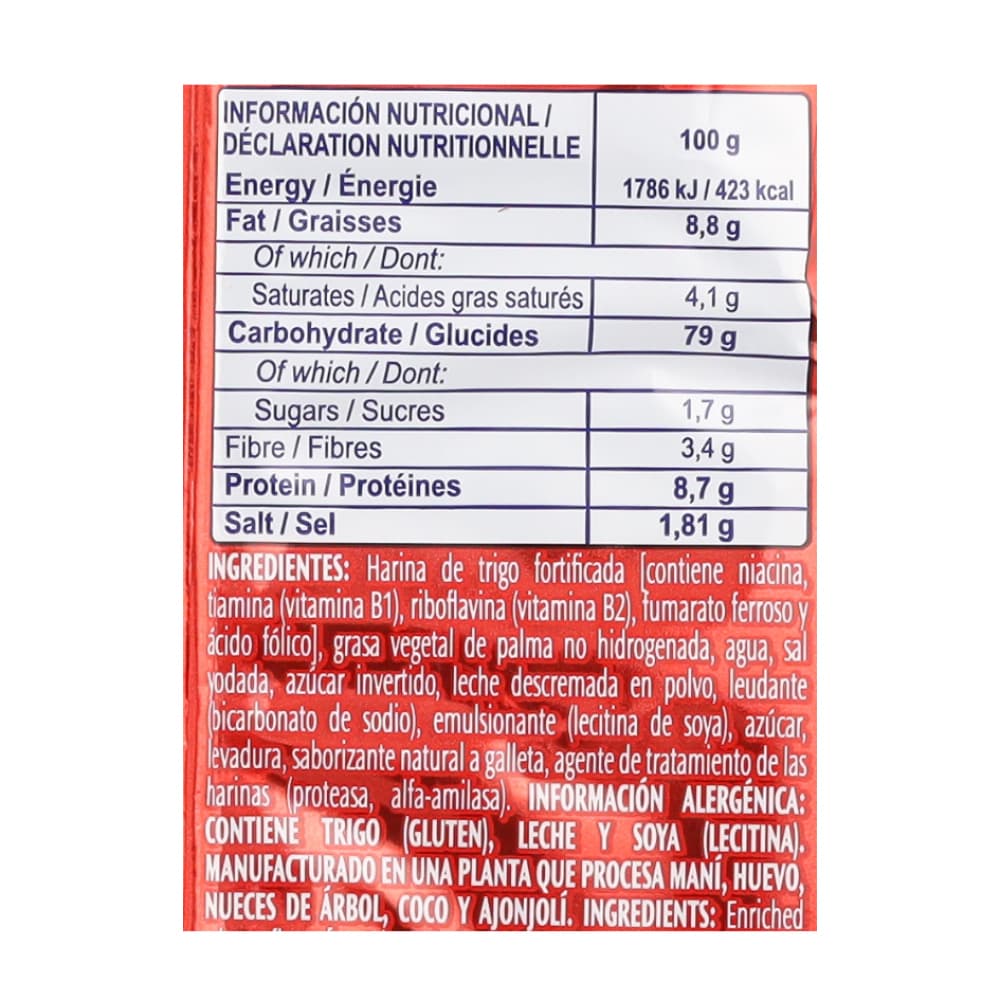 INFORMACIÓN NUTRICIONAL /
DÉCLARATION NUTRITIONNELLE 100 g
Energy / Énergie 1786 kJ / 423 kcal
Fat / Graisses 8,8 g
Of which / Dont:
Saturates / Acides gras saturés 4,1 g
Carbohydrate / Glucides 79 g
Of which / Dont:
Sugars / Sucres 1,7 g
Fibre / Fibres 3,4 g
Protein / Protéines 8,7 g
Salt / Sel 1,81 g
INGREDIENTES: Harina de trigo fortificada [contiene niacina,
tiamina (vitamina B1), riboflavina (vitamina B2), fumarato ferroso y
ácido fólico], grasa vegetal de palma no hidrogenada, agua, sal
yodada, azúcar invertido, leche descremada en polvo, leudante
(bicarbonato de sodio), emulsionante (lecitina de soya), azúcar,
levadura, saborizante natural a galleta, agente de tratamiento de las
harinas (proteasa, alfa-amilasa). INFORMACIÓN ALERGÉNICA:
CONTIENE TRIGO (GLUTEN), LECHE Y SOYA (LECITINA).
MANUFACTURADO EN UNA PLANTA QUE PROCESA MANÍ, HUEVO,
NUECES DE ÁRBOL, COCO Y AJONJOLÍ. INGREDIENTS: Enriched